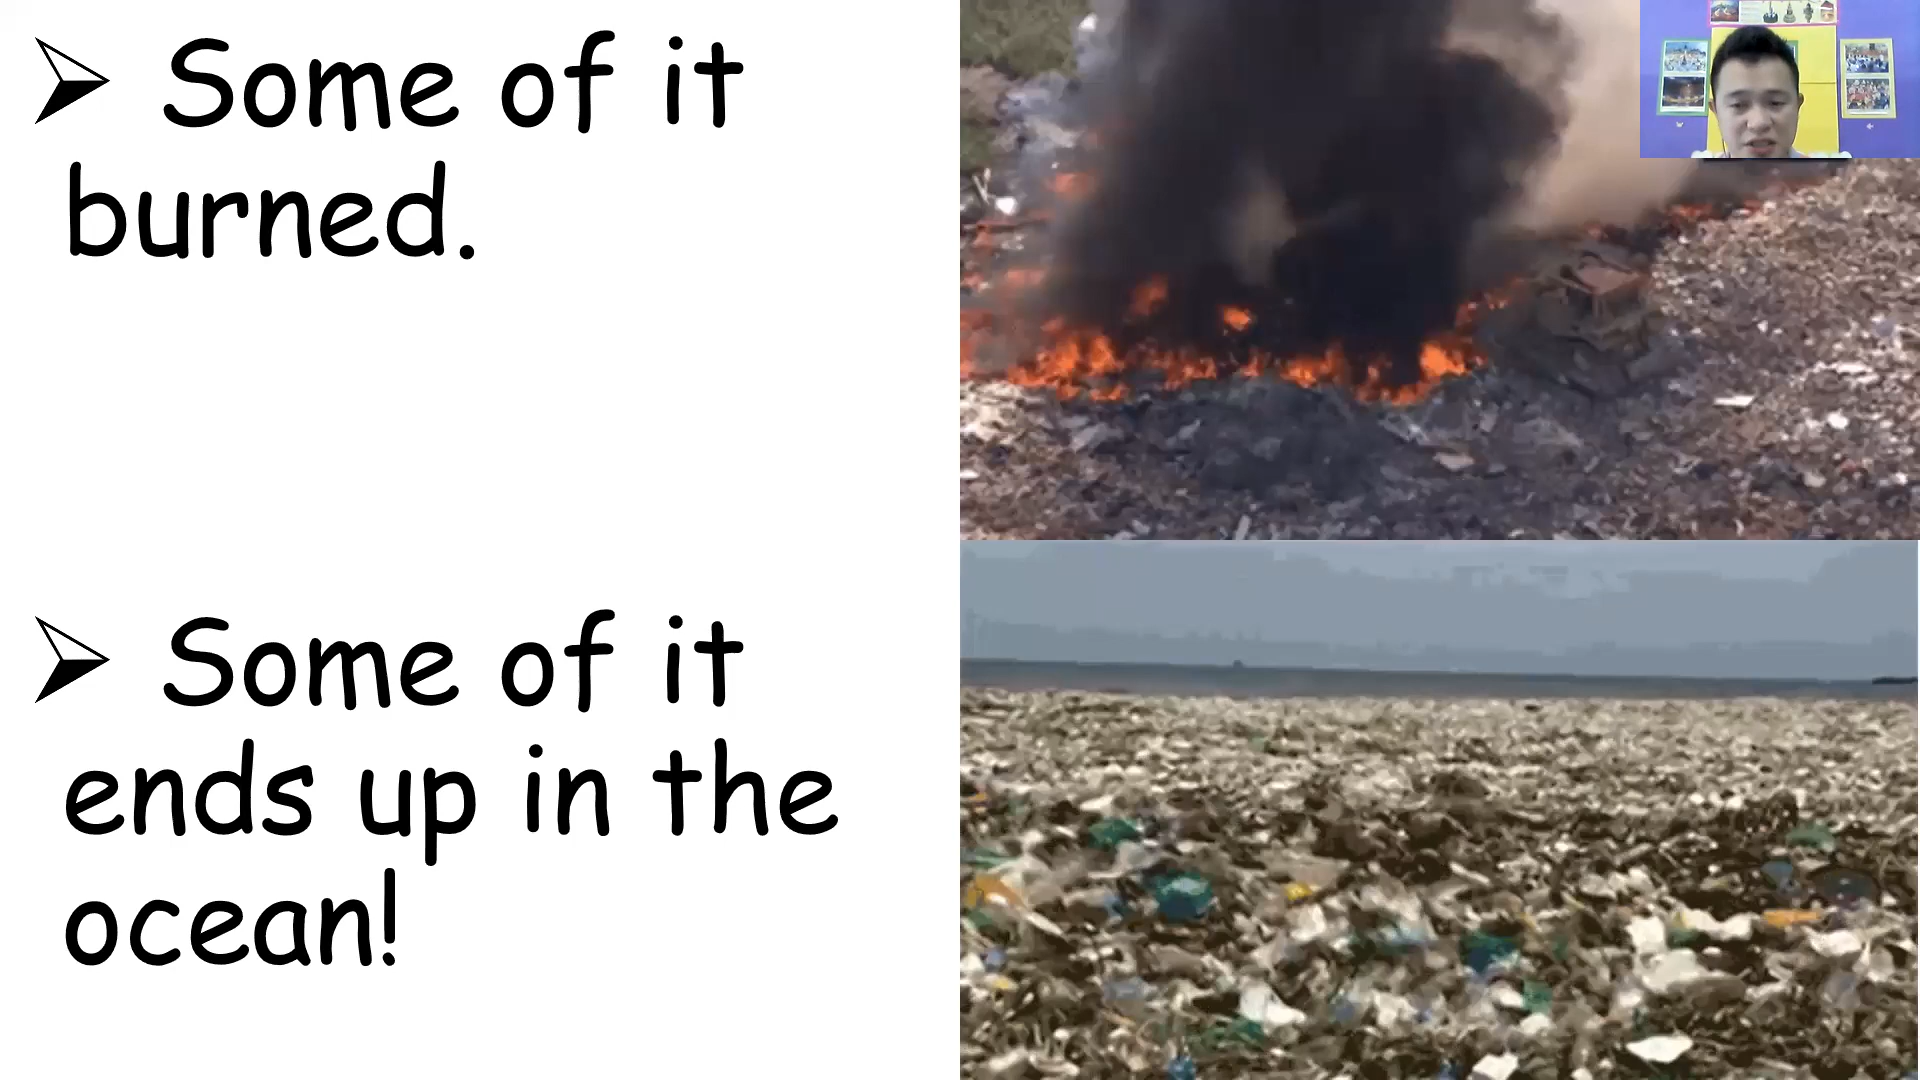 ➢ Some of it
burned.
➢ Some of it
ends up in the
ocean!